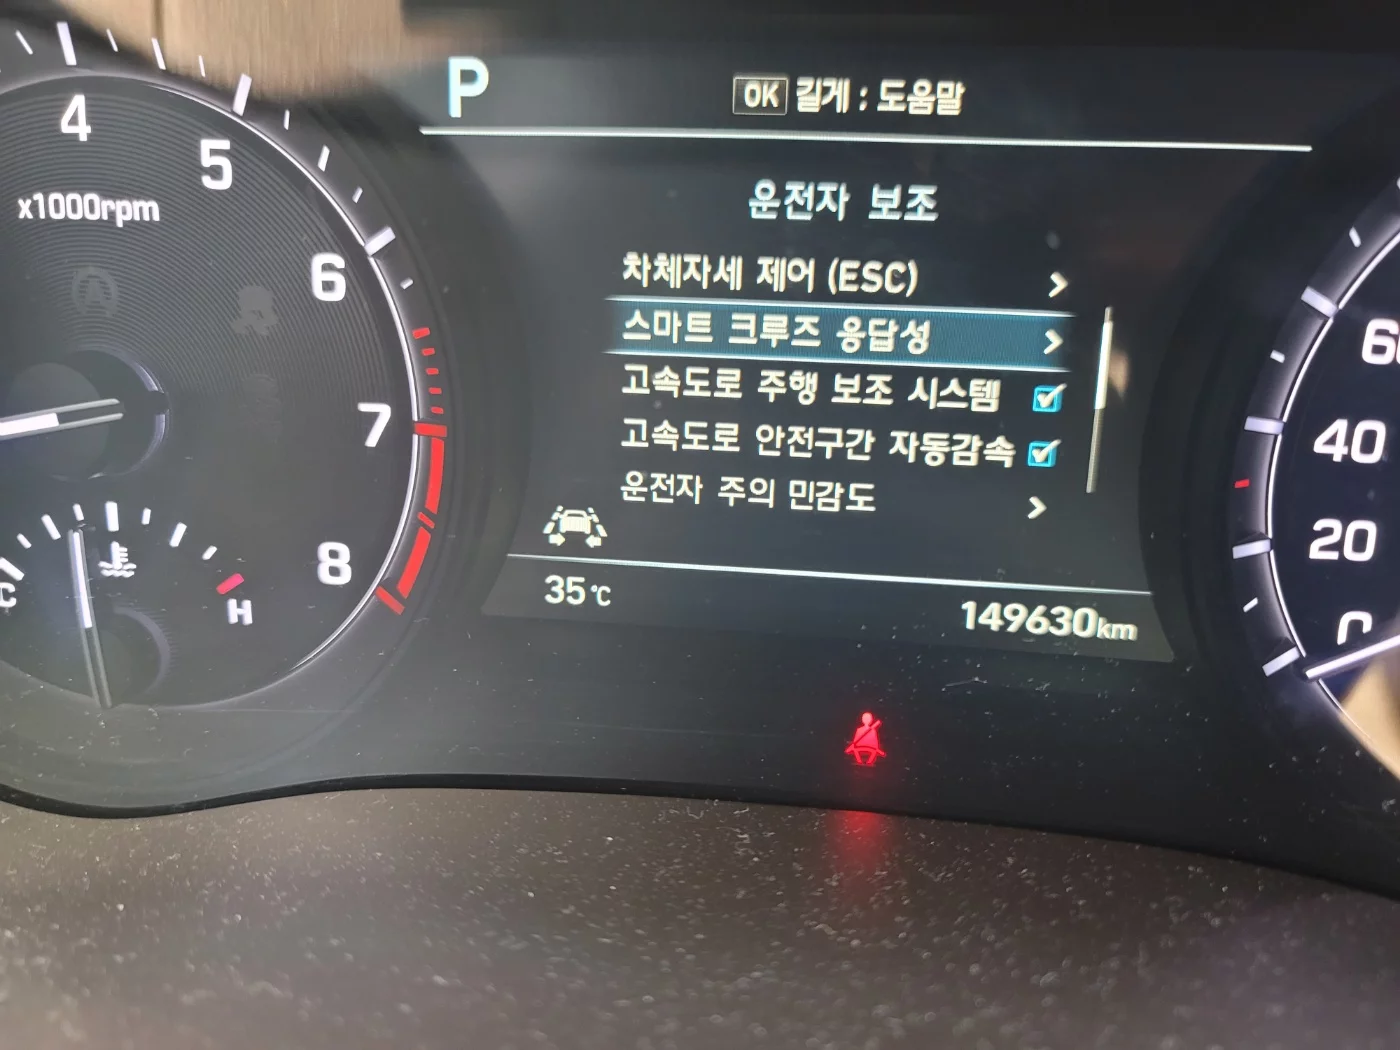 P
OK 길게 : 도움말
운전자 보조
차체자세 제어 (ESC)
스마트 크루즈 응답성
고속도로 주행 보조 시스템
고속도로 안전구간 자동감속
운전자 주의 민감도
35℃
149630km
4
5
x1000rpm
6
7
8
C
H
60
40
20
0